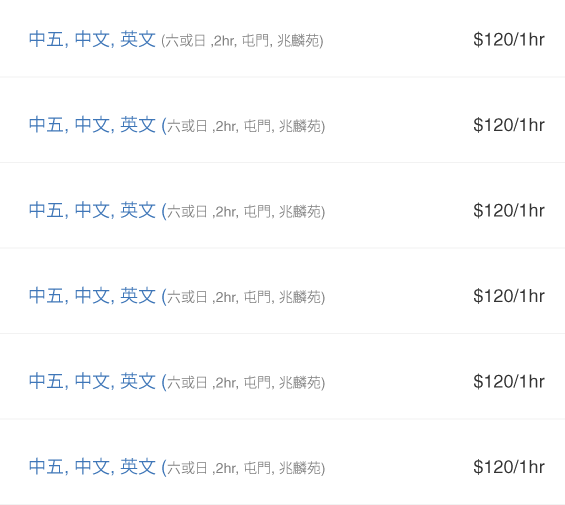 中五, 中文, 英文 (六或日 ,2hr, 屯門, 兆麟苑) $120/1hr
中五, 中文, 英文 (六或日 ,2hr, 屯門, 兆麟苑) $120/1hr
中五, 中文, 英文 (六或日 ,2hr, 屯門, 兆麟苑) $120/1hr
中五, 中文, 英文 (六或日 ,2hr, 屯門, 兆麟苑) $120/1hr
中五, 中文, 英文 (六或日 ,2hr, 屯門, 兆麟苑) $120/1hr
中五, 中文, 英文 (六或日 ,2hr, 屯門, 兆麟苑) $120/1hr